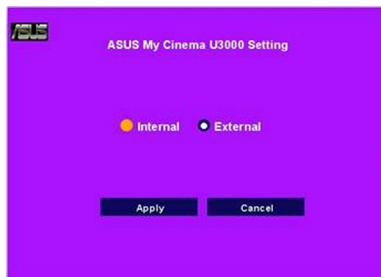 ASUS
ASUS My Cinema U3000 Setting
Internal
External
Apply
Cancel